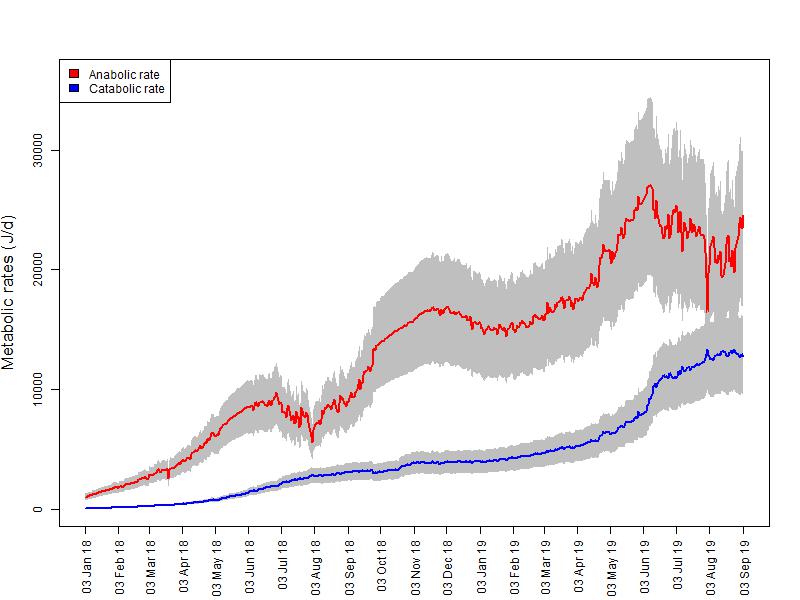 Anabolic rate
Catabolic rate
Metabolic rates (J/d)
30000
20000
10000
0
03 Jan 18
03 Feb 18
03 Mar 18
03 Apr 18
03 May 18
03 Jun 18
03 Jul 18
03 Aug 18
03 Sep 18
03 Oct 18
03 Nov 18
03 Dec 18
03 Jan 19
03 Feb 19
03 Mar 19
03 Apr 19
03 May 19
03 Jun 19
03 Jul 19
03 Aug 19
03 Sep 19